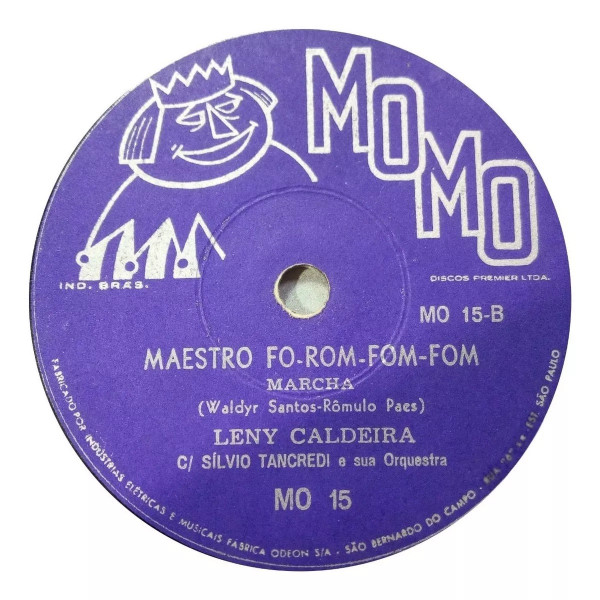 MOMO
IND. BRAS.
DISCOS PREMIER LTDA.
MO 15-B
MAESTRO FO-ROM-FOM-FOM
MARCHA
(Waldyr Santos-Rômulo Paes)
LENY CALDEIRA
C/ SÍLVIO TANCREDI e sua Orquestra
MO 15
FABRICADO POR INDÚSTRIAS ELÉTRICAS E MUSICAIS FABRICA ODEON S/A - SÃO BERNARDO DO CAMPO - EST. SÃO PAULO